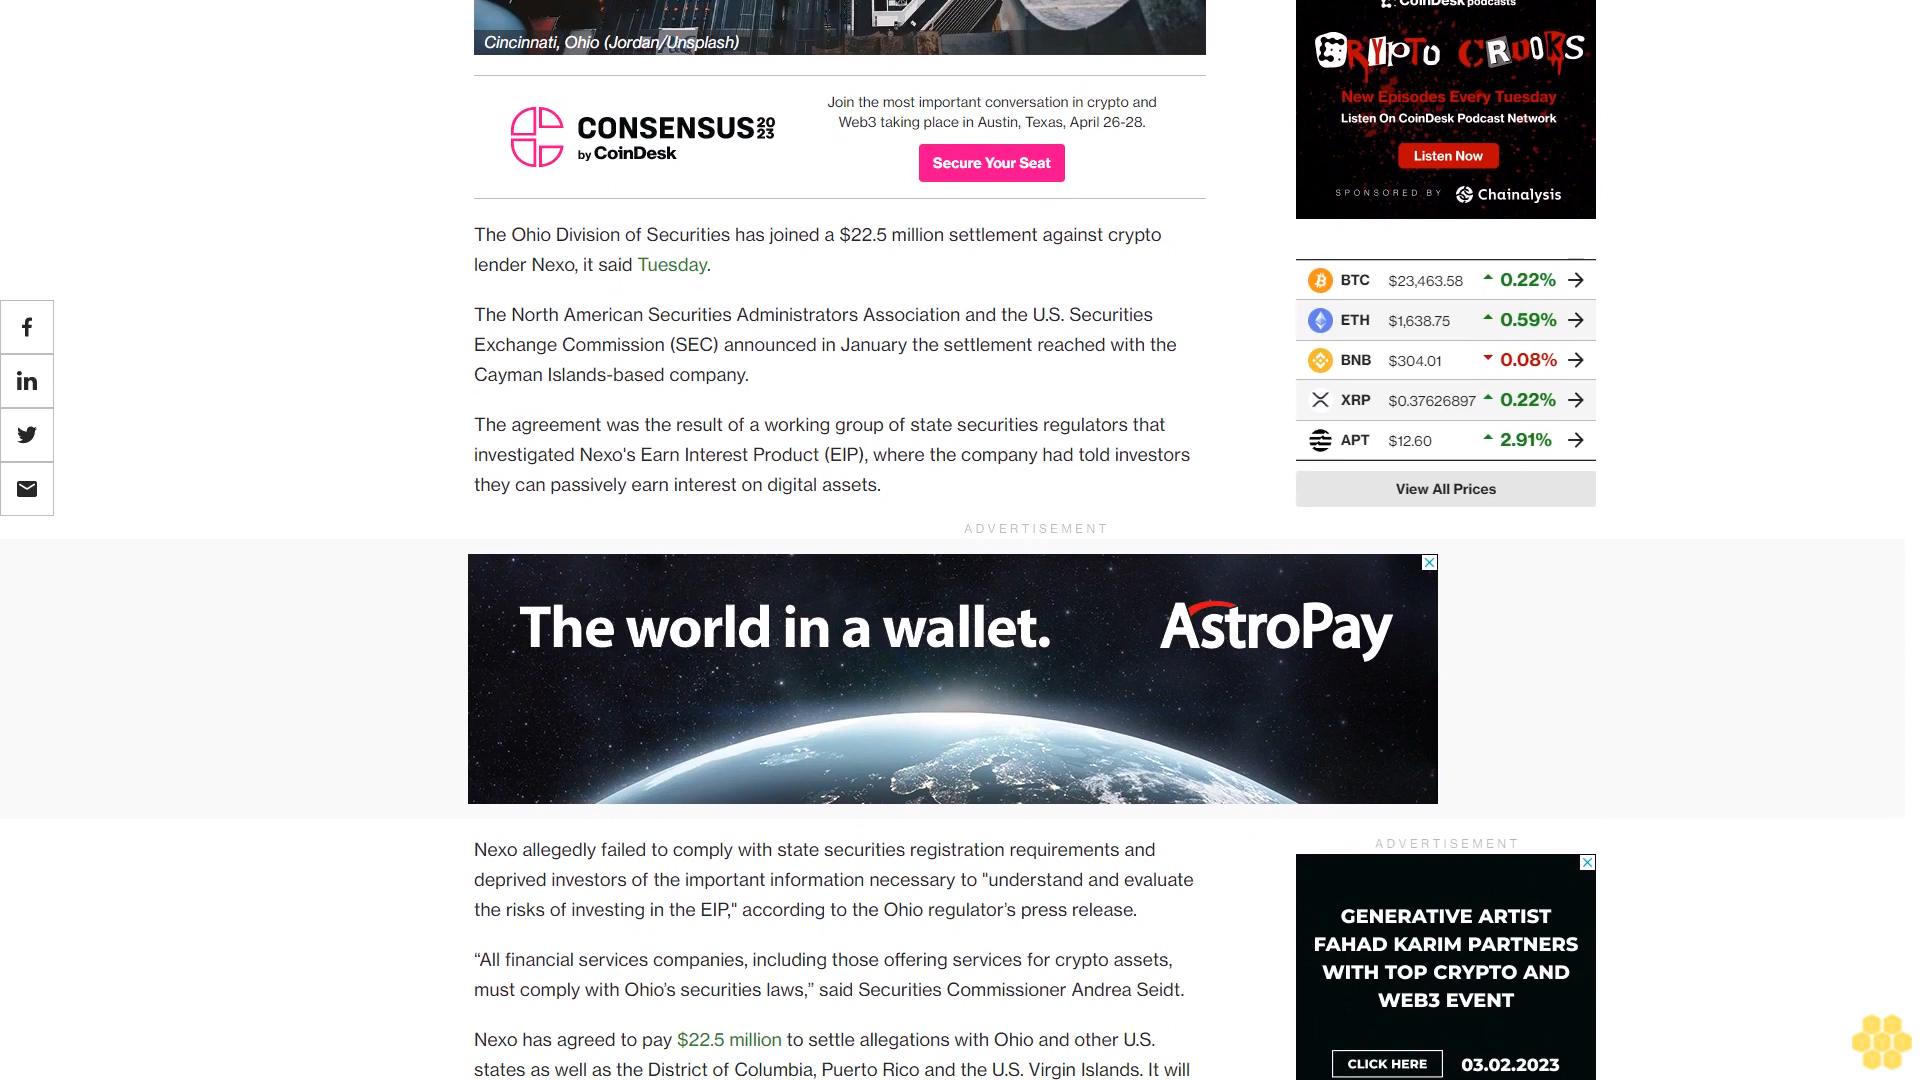 Cincinnati, Ohio (Jordan/Unsplash)
CONSENSUS 2023
by CoinDesk
Join the most important conversation in crypto and
Web3 taking place in Austin, Texas, April 26-28.
Secure Your Seat
The Ohio Division of Securities has joined a $22.5 million settlement against crypto
lender Nexo, it said Tuesday.
The North American Securities Administrators Association and the U.S. Securities
Exchange Commission (SEC) announced in January the settlement reached with the
Cayman Islands-based company.
The agreement was the result of a working group of state securities regulators that
investigated Nexo's Earn Interest Product (EIP), where the company had told investors
they can passively earn interest on digital assets.
CoinDesk podcasts
CRYPTO CROOKS
New Episodes Every Tuesday
Listen On CoinDesk Podcast Network
Listen Now
SPONSORED BY Chainalysis
BTC $23,463.58 0.22%
ETH $1,638.75 0.59%
BNB $304.01 0.08%
XRP $0.37626897 0.22%
APT $12.60 2.91%
View All Prices
ADVERTISEMENT
The world in a wallet. AstroPay
Nexo allegedly failed to comply with state securities registration requirements and
deprived investors of the important information necessary to "understand and evaluate
the risks of investing in the EIP," according to the Ohio regulator’s press release.
“All financial services companies, including those offering services for crypto assets,
must comply with Ohio’s securities laws,” said Securities Commissioner Andrea Seidt.
Nexo has agreed to pay $22.5 million to settle allegations with Ohio and other U.S.
states as well as the District of Columbia, Puerto Rico and the U.S. Virgin Islands. It will
ADVERTISEMENT
GENERATIVE ARTIST
FAHAD KARIM PARTNERS
WITH TOP CRYPTO AND
WEB3 EVENT
CLICK HERE 03.02.2023